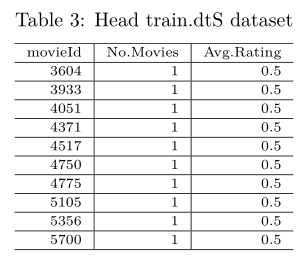 Table 3: Head train.dtS dataset
movieId No.Movies Avg.Rating
3604 1 0.5
3933 1 0.5
4051 1 0.5
4371 1 0.5
4517 1 0.5
4750 1 0.5
4775 1 0.5
5105 1 0.5
5356 1 0.5
5700 1 0.5